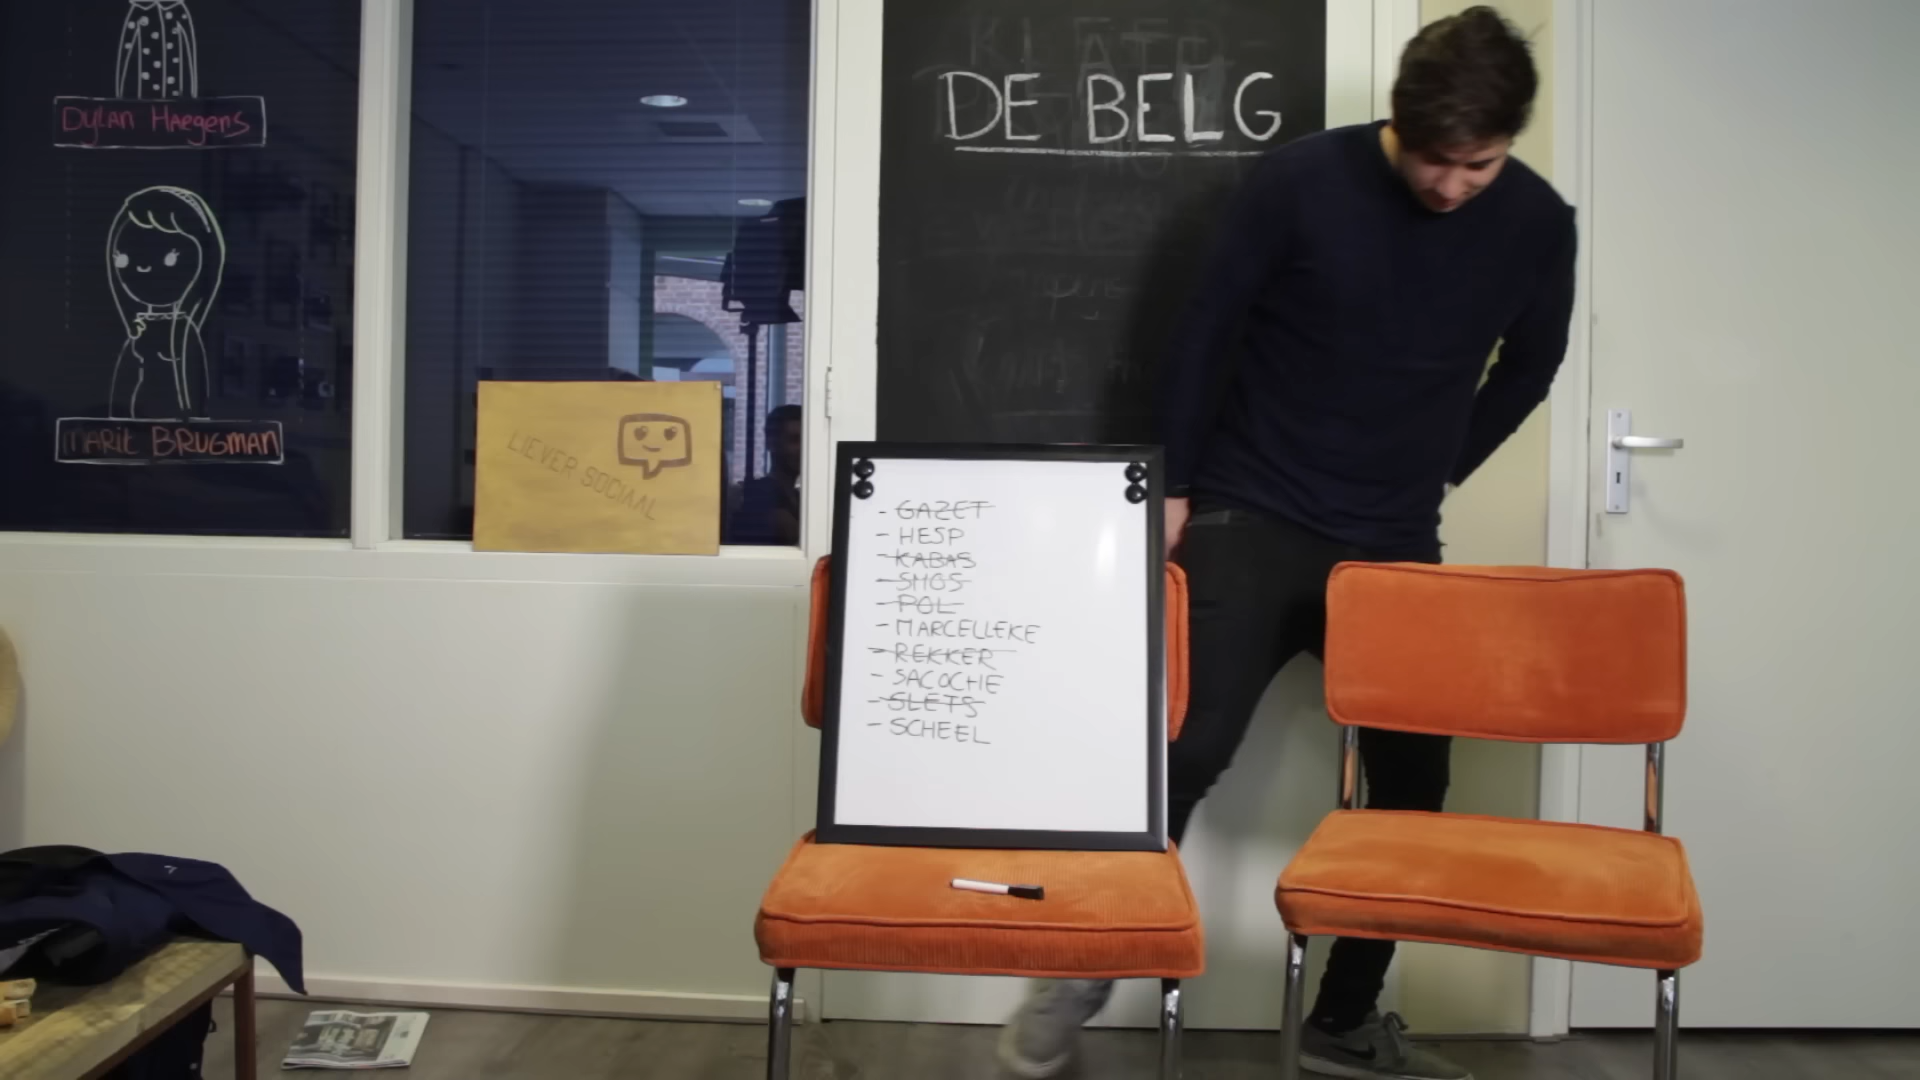 Dylan Haegens
MARIT BRUGMAN
LIEVER SOCIAAL
DE BELG
- GAZET
- HESP
- KABAS
- SMOS
- POL
- MARCELLEKE
- REKKER
- SACOCHE
- SLETS
- SCHEEL